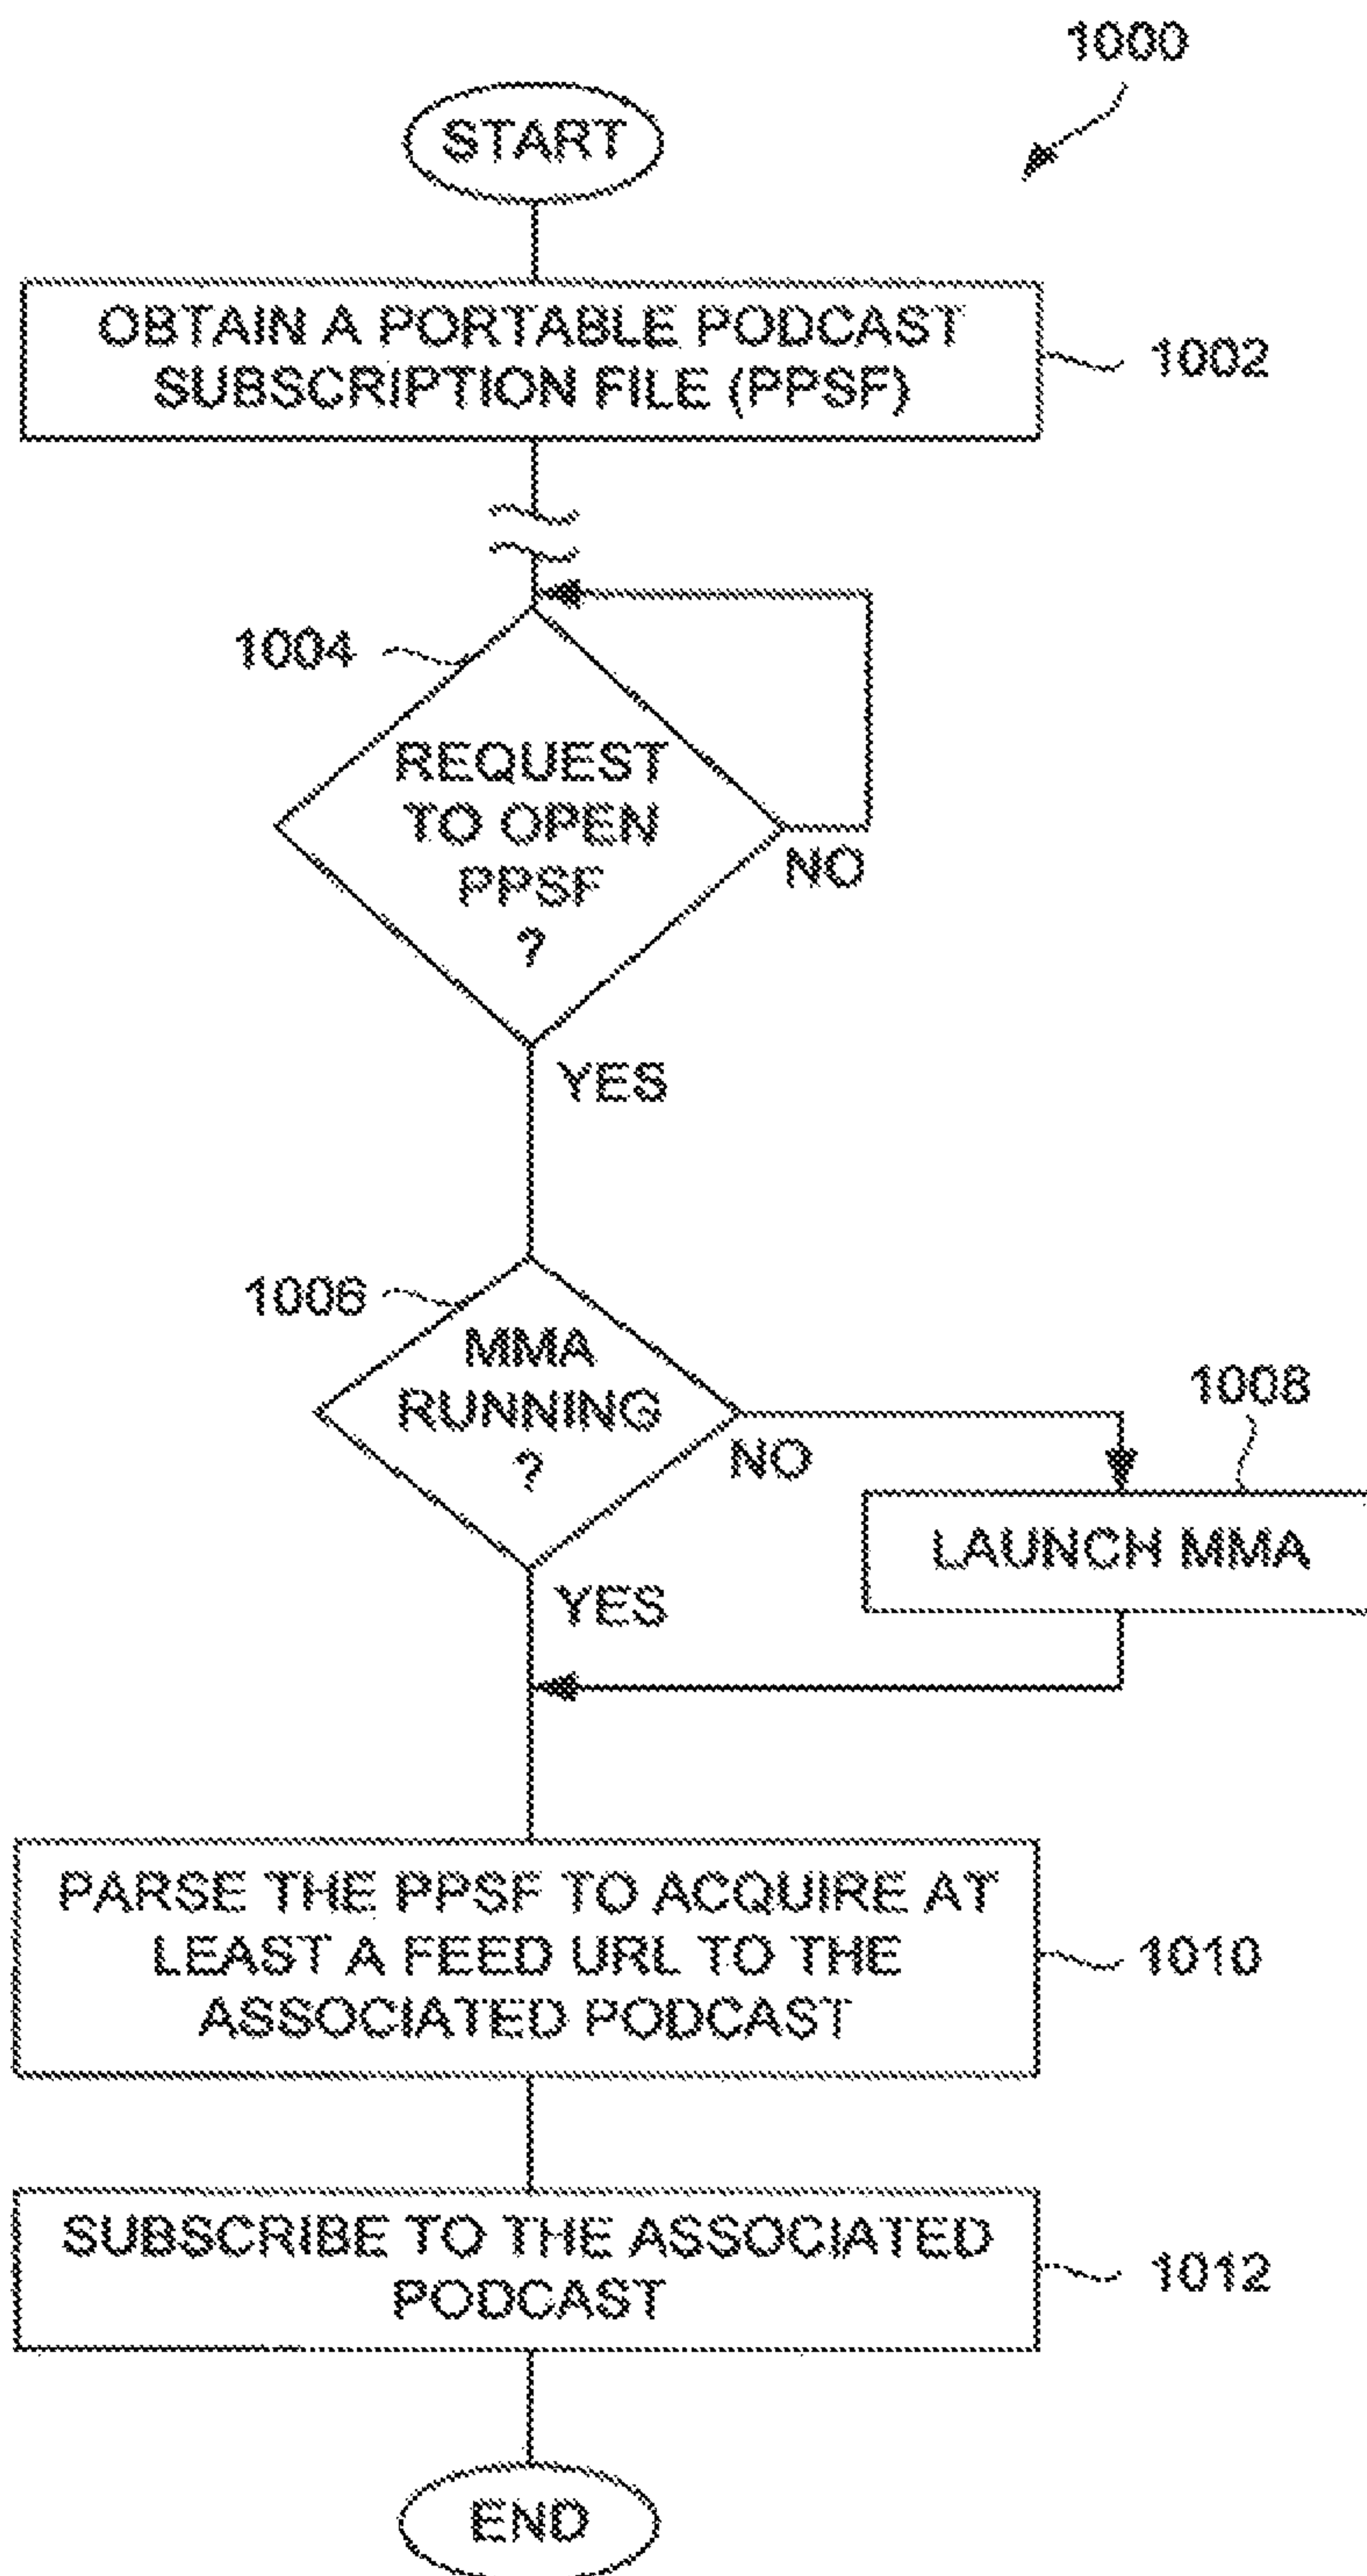 1000
START
OBTAIN A PORTABLE PODCAST
SUBSCRIPTION FILE (PPSF)
1002
1004
REQUEST
TO OPEN
PPSF
?
NO
YES
1006
MMA
RUNNING
?
NO
1008
LAUNCH MMA
YES
PARSE THE PPSF TO ACQUIRE AT
LEAST A FEED URL TO THE
ASSOCIATED PODCAST
1010
SUBSCRIBE TO THE ASSOCIATED
PODCAST
1012
END